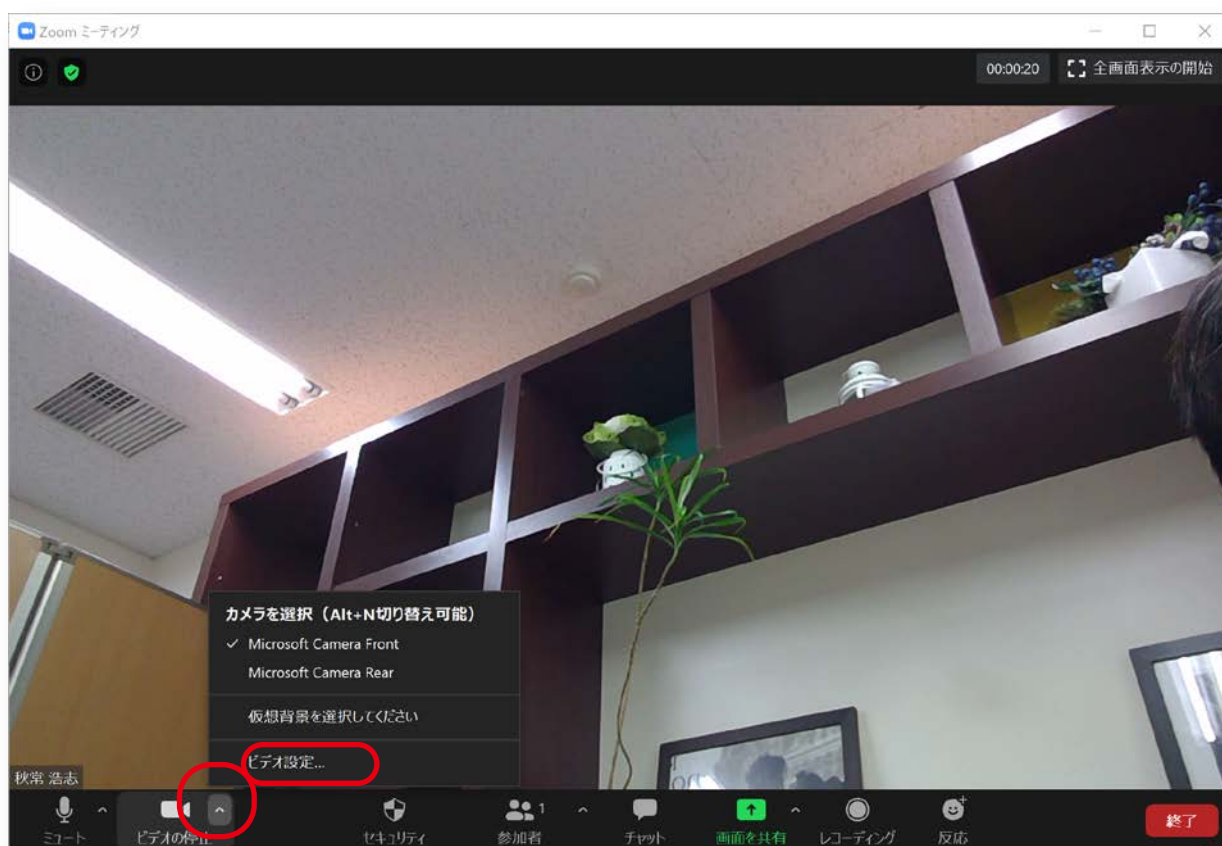 Zoom ミーティング
00:00:20
全画面表示の開始
カメラを選択（Alt+N切り替え可能）
Microsoft Camera Front
Microsoft Camera Rear
仮想背景を選択してください
ビデオ設定...
秋常 浩志
ミュート
ビデオの停止
セキュリティ
参加者
1
チャット
画面を共有
レコーディング
反応
終了